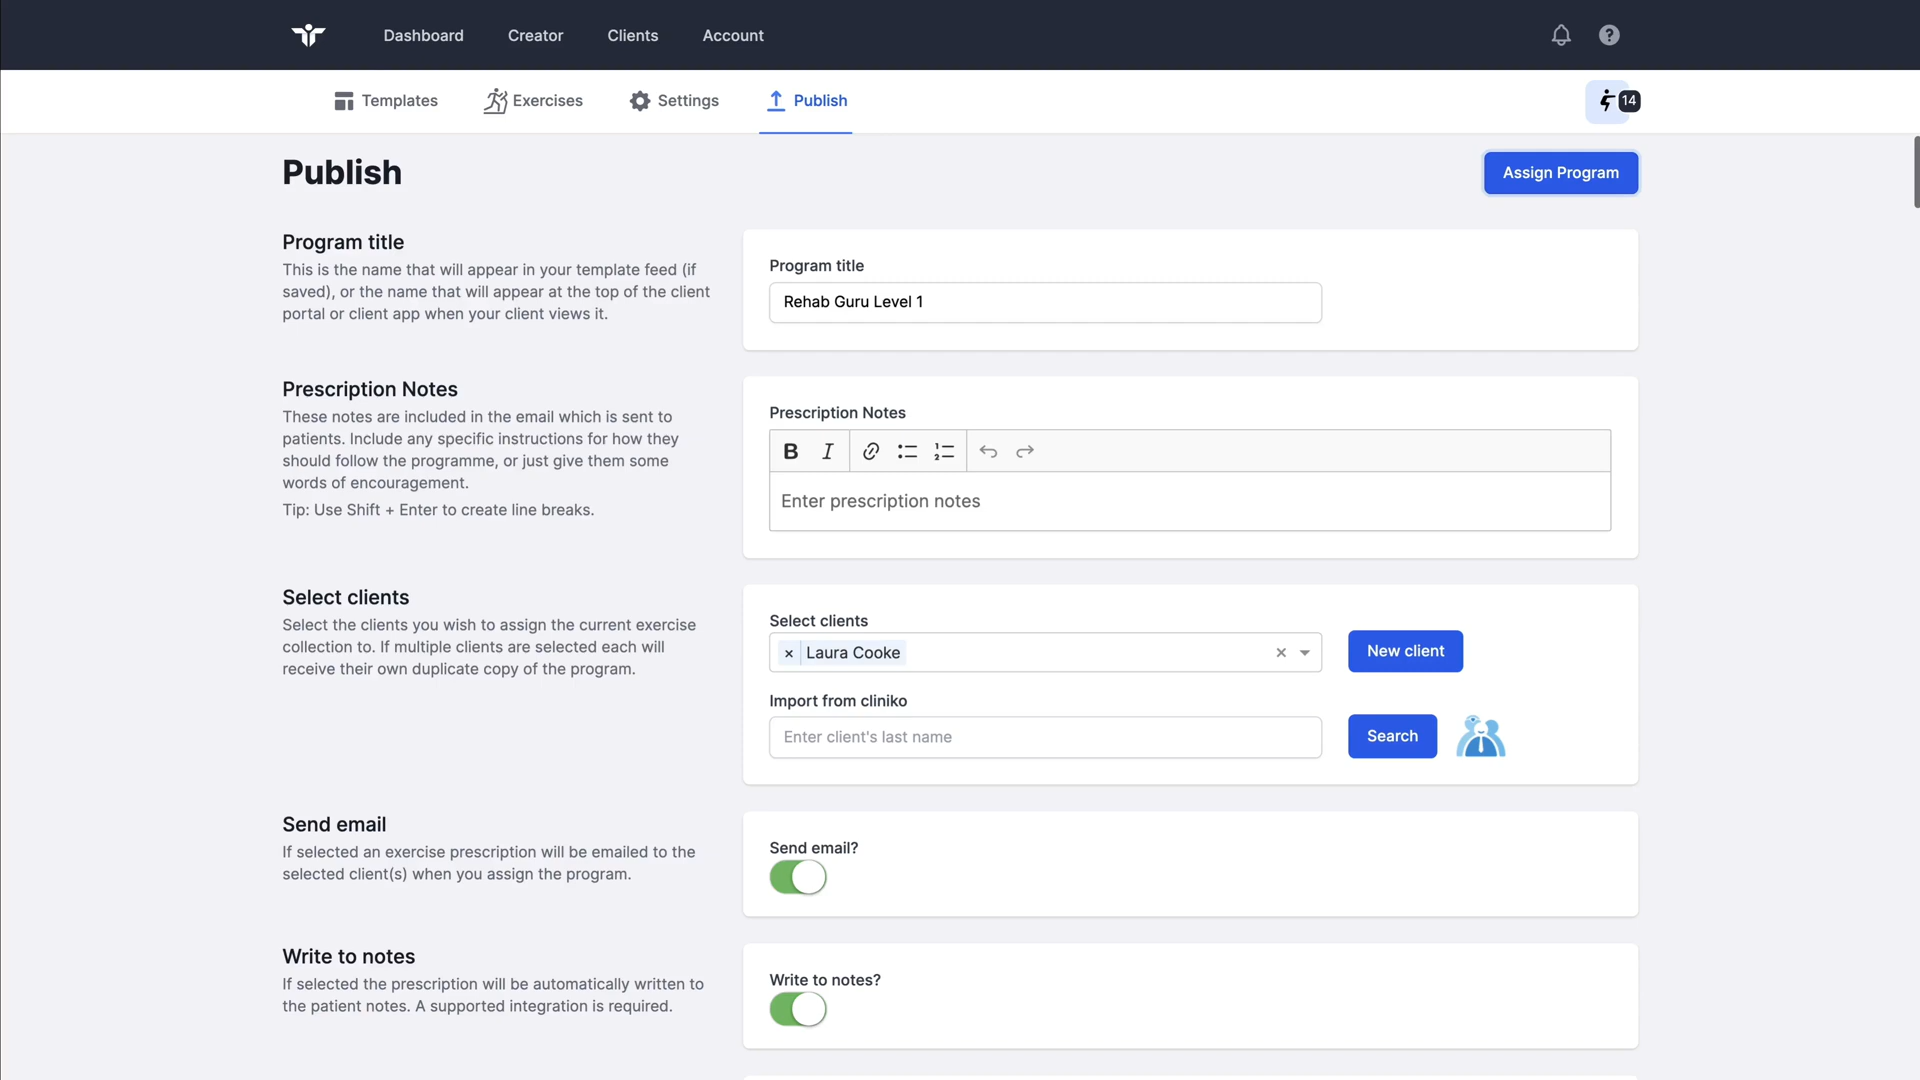 Dashboard
Creator
Clients
Account
Templates
Exercises
Settings
Publish
14
Publish
Assign Program
Program title
This is the name that will appear in your template feed (if
saved), or the name that will appear at the top of the client
portal or client app when your client views it.
Program title
Rehab Guru Level 1
Prescription Notes
These notes are included in the email which is sent to
patients. Include any specific instructions for how they
should follow the programme, or just give them some
words of encouragement.
Tip: Use Shift + Enter to create line breaks.
Prescription Notes
Enter prescription notes
Select clients
Select the clients you wish to assign the current exercise
collection to. If multiple clients are selected each will
receive their own duplicate copy of the program.
Select clients
× Laura Cooke ×
New client
Import from cliniko
Enter client's last name
Search
Send email
If selected an exercise prescription will be emailed to the
selected client(s) when you assign the program.
Send email?
Write to notes
If selected the prescription will be automatically written to
the patient notes. A supported integration is required.
Write to notes?